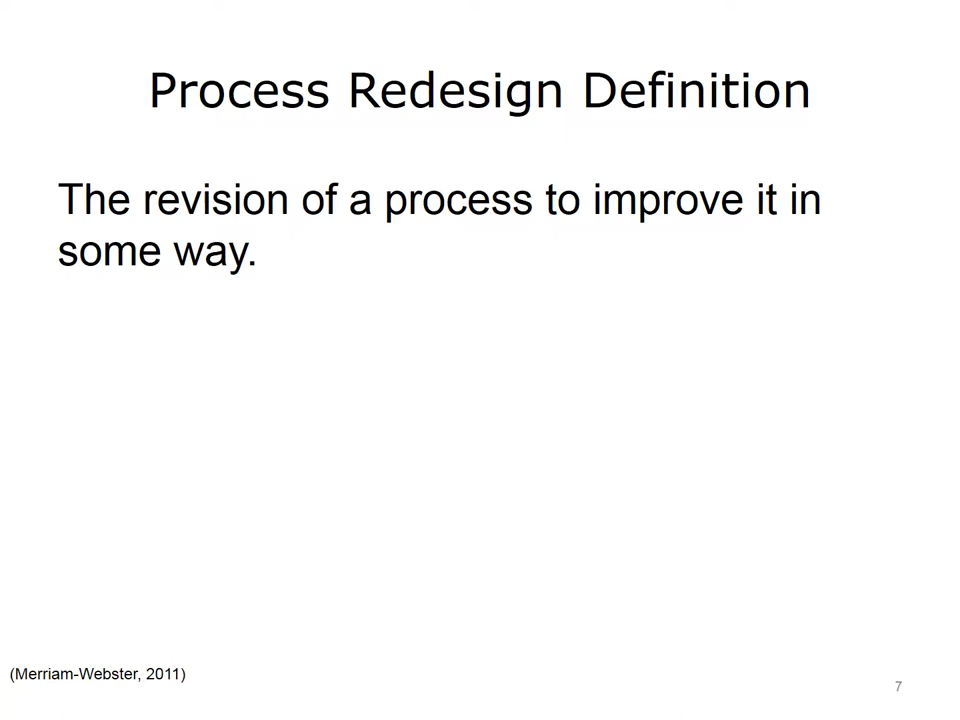 Process Redesign Definition
The revision of a process to improve it in
some way.
(Merriam-Webster, 2011)
7